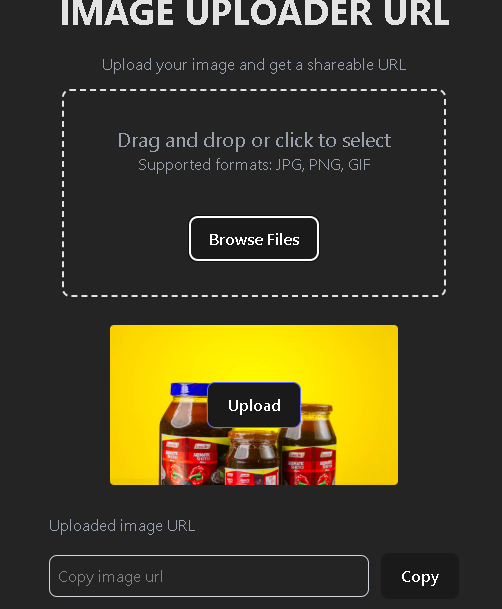 IMAGE UPLOADER URL
Upload your image and get a shareable URL
Drag and drop or click to select
Supported formats: JPG, PNG, GIF
Browse Files
Upload
Uploaded image URL
Copy image url
Copy